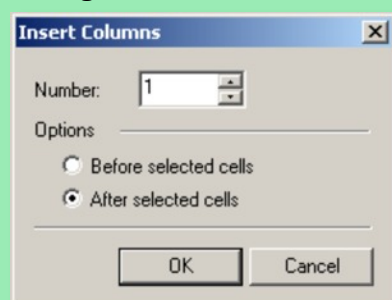 Insert Columns
Number: 1
Options
Before selected cells
After selected cells
OK Cancel